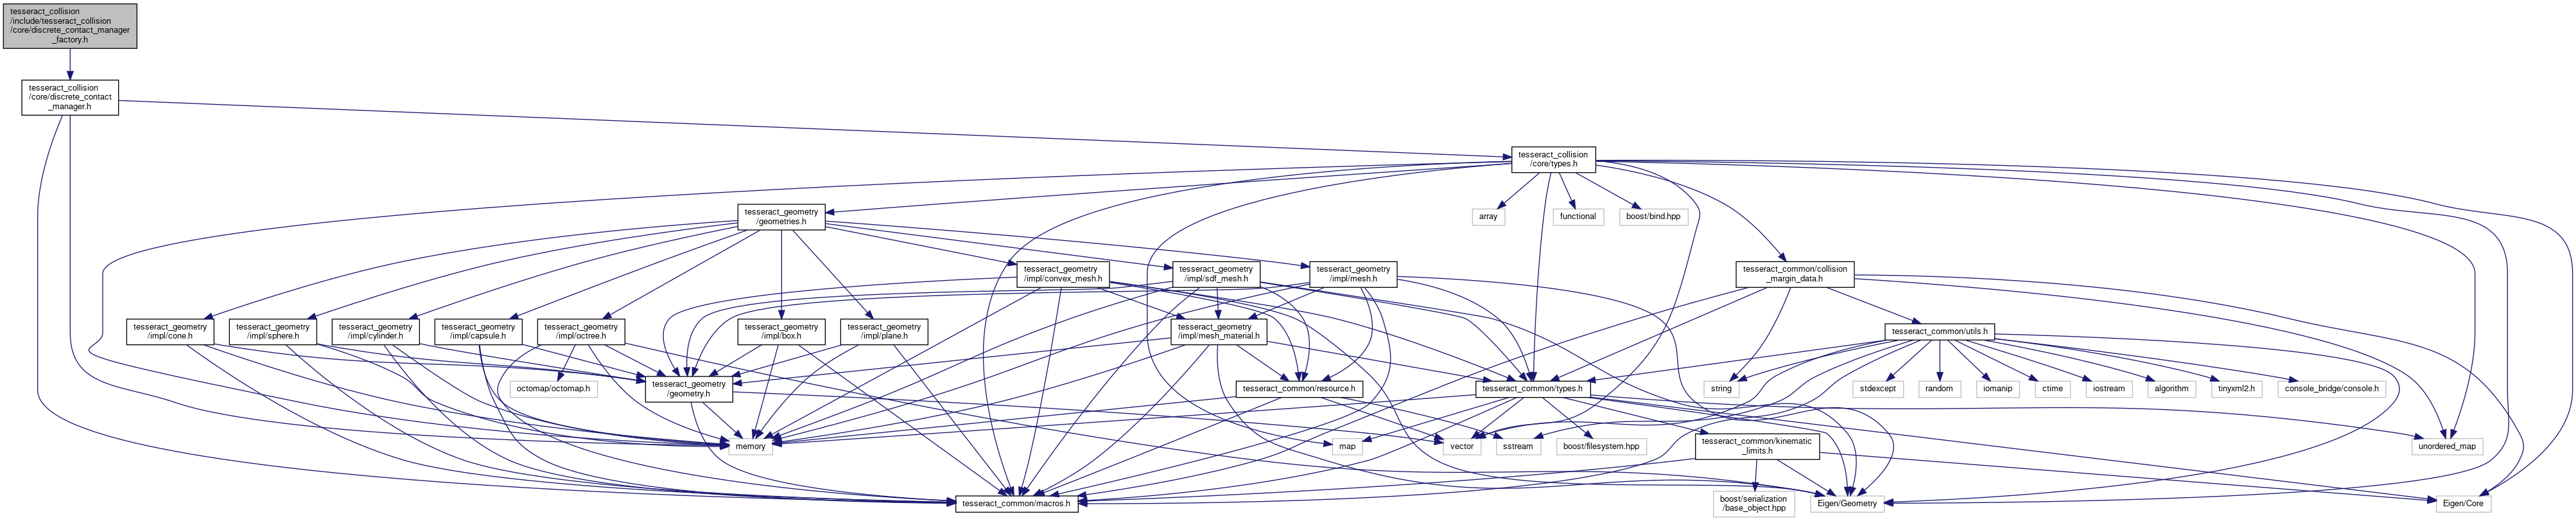 tesseract_collision
/include/tesseract_collision
/core/discrete_contact_manager
_factory.h
tesseract_collision
/core/discrete_contact
_manager.h
tesseract_collision
/core/types.h
tesseract_geometry
/geometries.h
array
functional
boost/bind.hpp
tesseract_geometry
/impl/convex_mesh.h
tesseract_geometry
/impl/sdf_mesh.h
tesseract_geometry
/impl/mesh.h
tesseract_common/collision
_margin_data.h
tesseract_geometry
/impl/cone.h
tesseract_geometry
/impl/sphere.h
tesseract_geometry
/impl/cylinder.h
tesseract_geometry
/impl/capsule.h
tesseract_geometry
/impl/octree.h
tesseract_geometry
/impl/box.h
tesseract_geometry
/impl/plane.h
tesseract_geometry
/impl/mesh_material.h
tesseract_common/utils.h
octomap/octomap.h
tesseract_geometry
/geometry.h
tesseract_common/resource.h
tesseract_common/types.h
string
stdexcept
random
iomanip
ctime
iostream
algorithm
tinyxml2.h
console_bridge/console.h
memory
map
vector
sstream
boost/filesystem.hpp
tesseract_common/kinematic
_limits.h
unordered_map
tesseract_common/macros.h
boost/serialization
/base_object.hpp
Eigen/Geometry
Eigen/Core